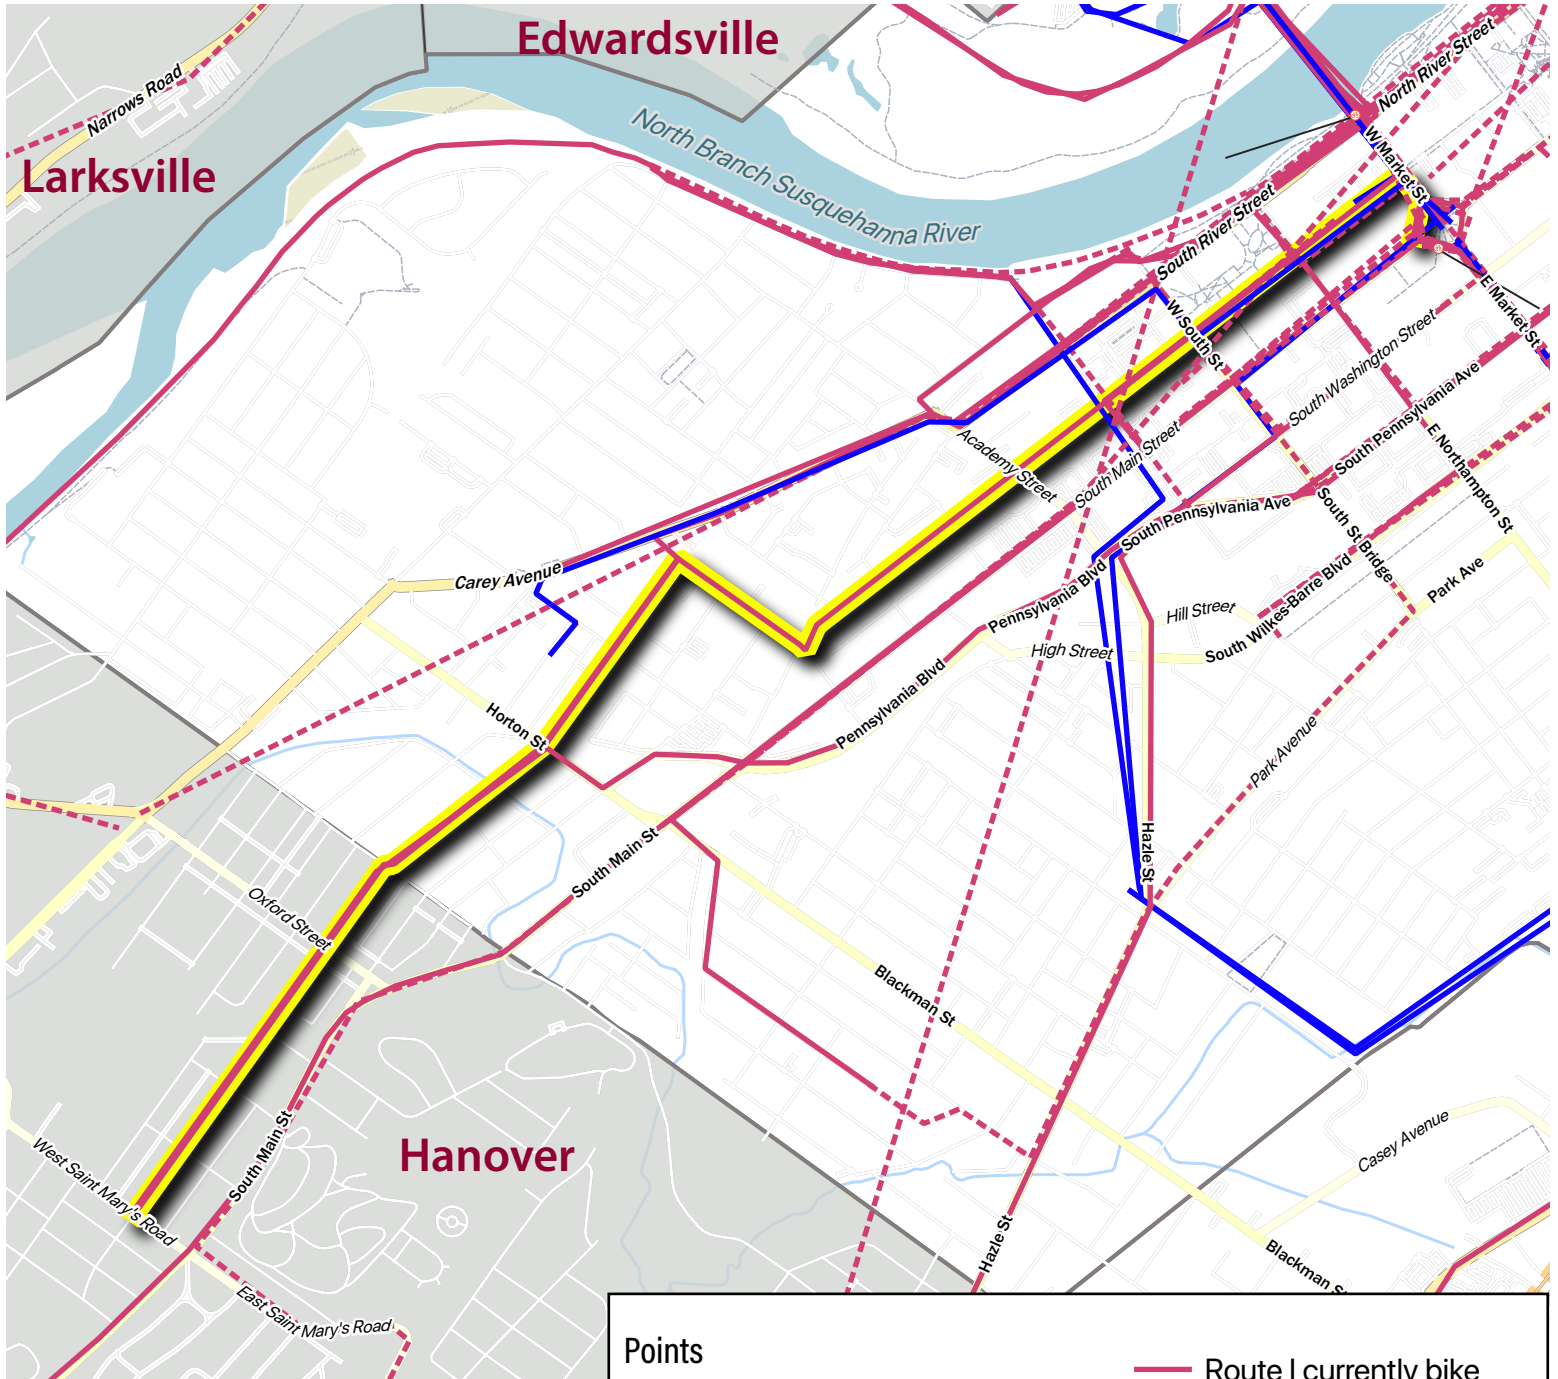 Edwardsville
North River Street
Narrows Road
Larksville
North Branch Susquehanna River
W Market St
South River Street
E Market St
W South St
South Washington Street
South Pennsylvania Ave
Academy Street
South Main Street
E Northampton St
South Pennsylvania Ave
South St Bridge
Carey Avenue
Pennsylvania Blvd
Hill Street
South Wilkes-Barre Blvd
Park Ave
High Street
Pennsylvania Blvd
Horton St
Park Avenue
South Main St
Hazle St
Oxford Street
Blackman St
South Main St
Hanover
Casey Avenue
West Saint Mary's Road
Hazle St
Blackman St
East Saint Mary's Road
Points
Route I currently bike